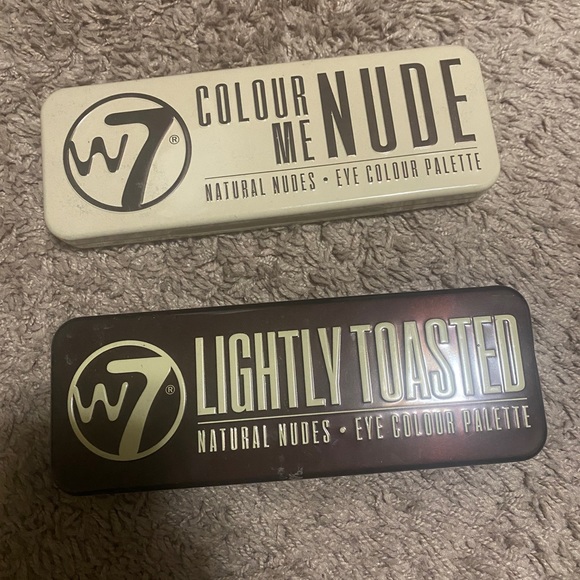 W7®
COLOUR
ME NUDE
NATURAL NUDES • EYE COLOUR PALETTE
W7®
LIGHTLY TOASTED
NATURAL NUDES • EYE COLOUR PALETTE